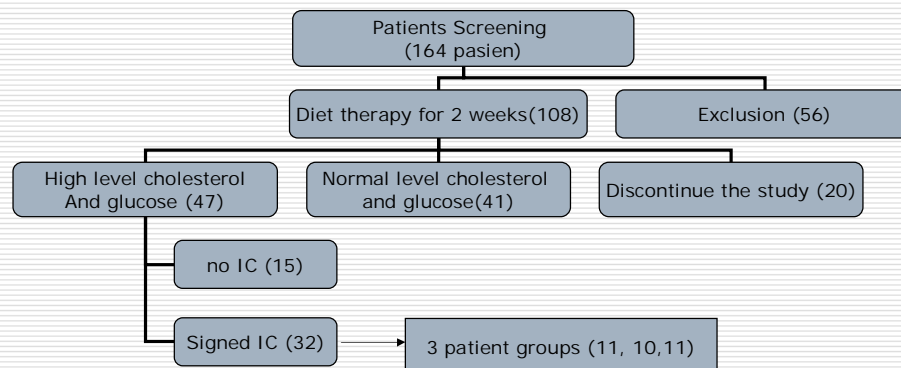 Patients Screening
(164 pasien)
Diet therapy for 2 weeks(108)
Exclusion (56)
High level cholesterol
And glucose (47)
Normal level cholesterol
and glucose(41)
Discontinue the study (20)
no IC (15)
Signed IC (32)
3 patient groups (11, 10,11)